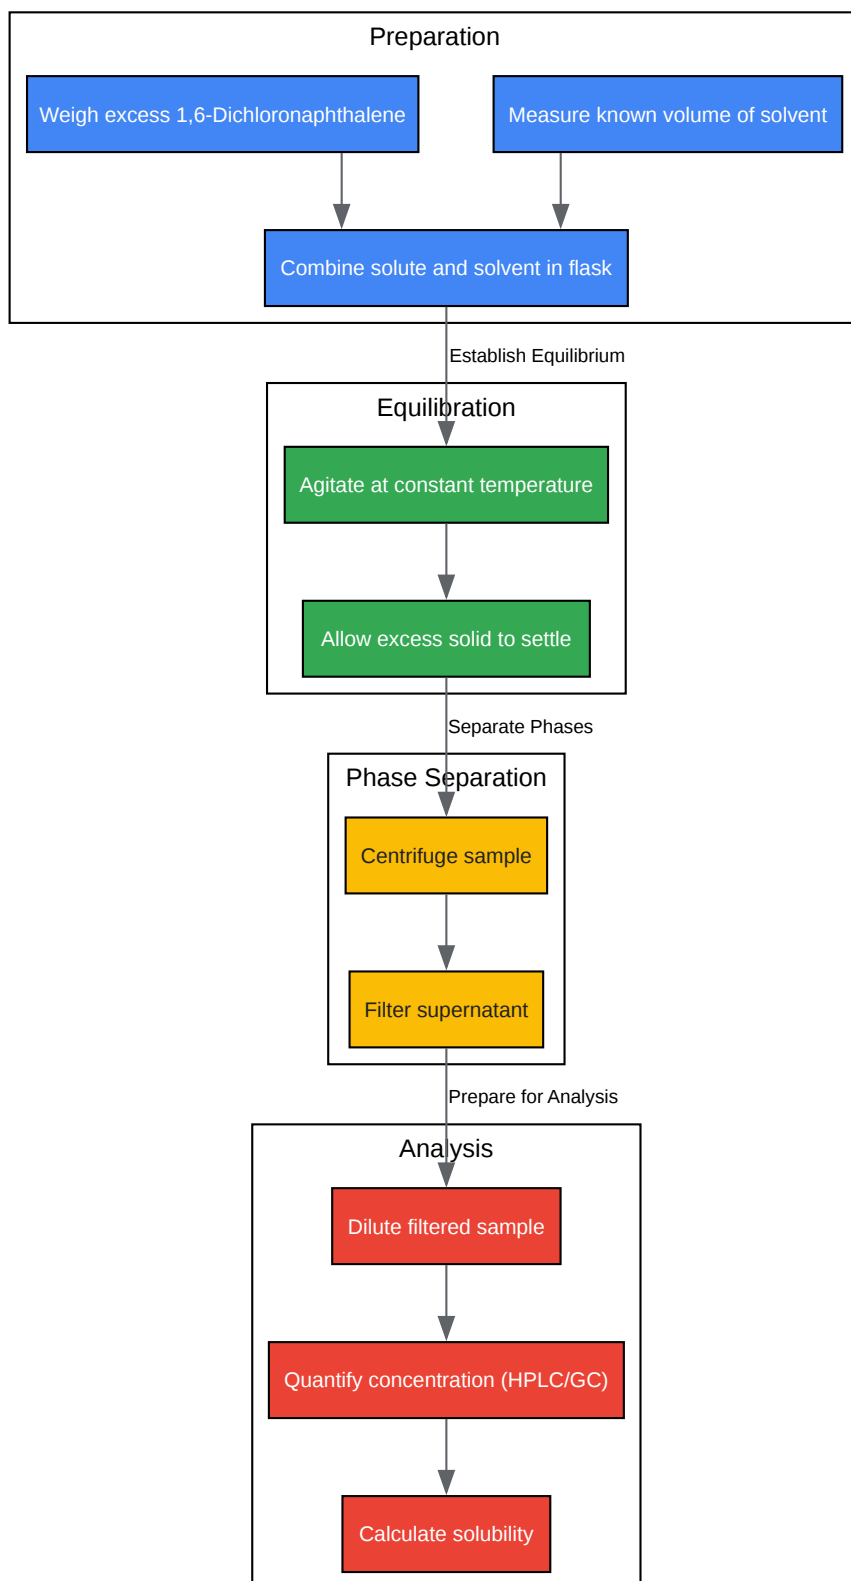 Preparation
Weigh excess 1,6-Dichloronaphthalene
Measure known volume of solvent
Combine solute and solvent in flask
Establish Equilibrium
Equilibration
Agitate at constant temperature
Allow excess solid to settle
Separate Phases
Phase Separation
Centrifuge sample
Filter supernatant
Prepare for Analysis
Analysis
Dilute filtered sample
Quantify concentration (HPLC/GC)
Calculate solubility